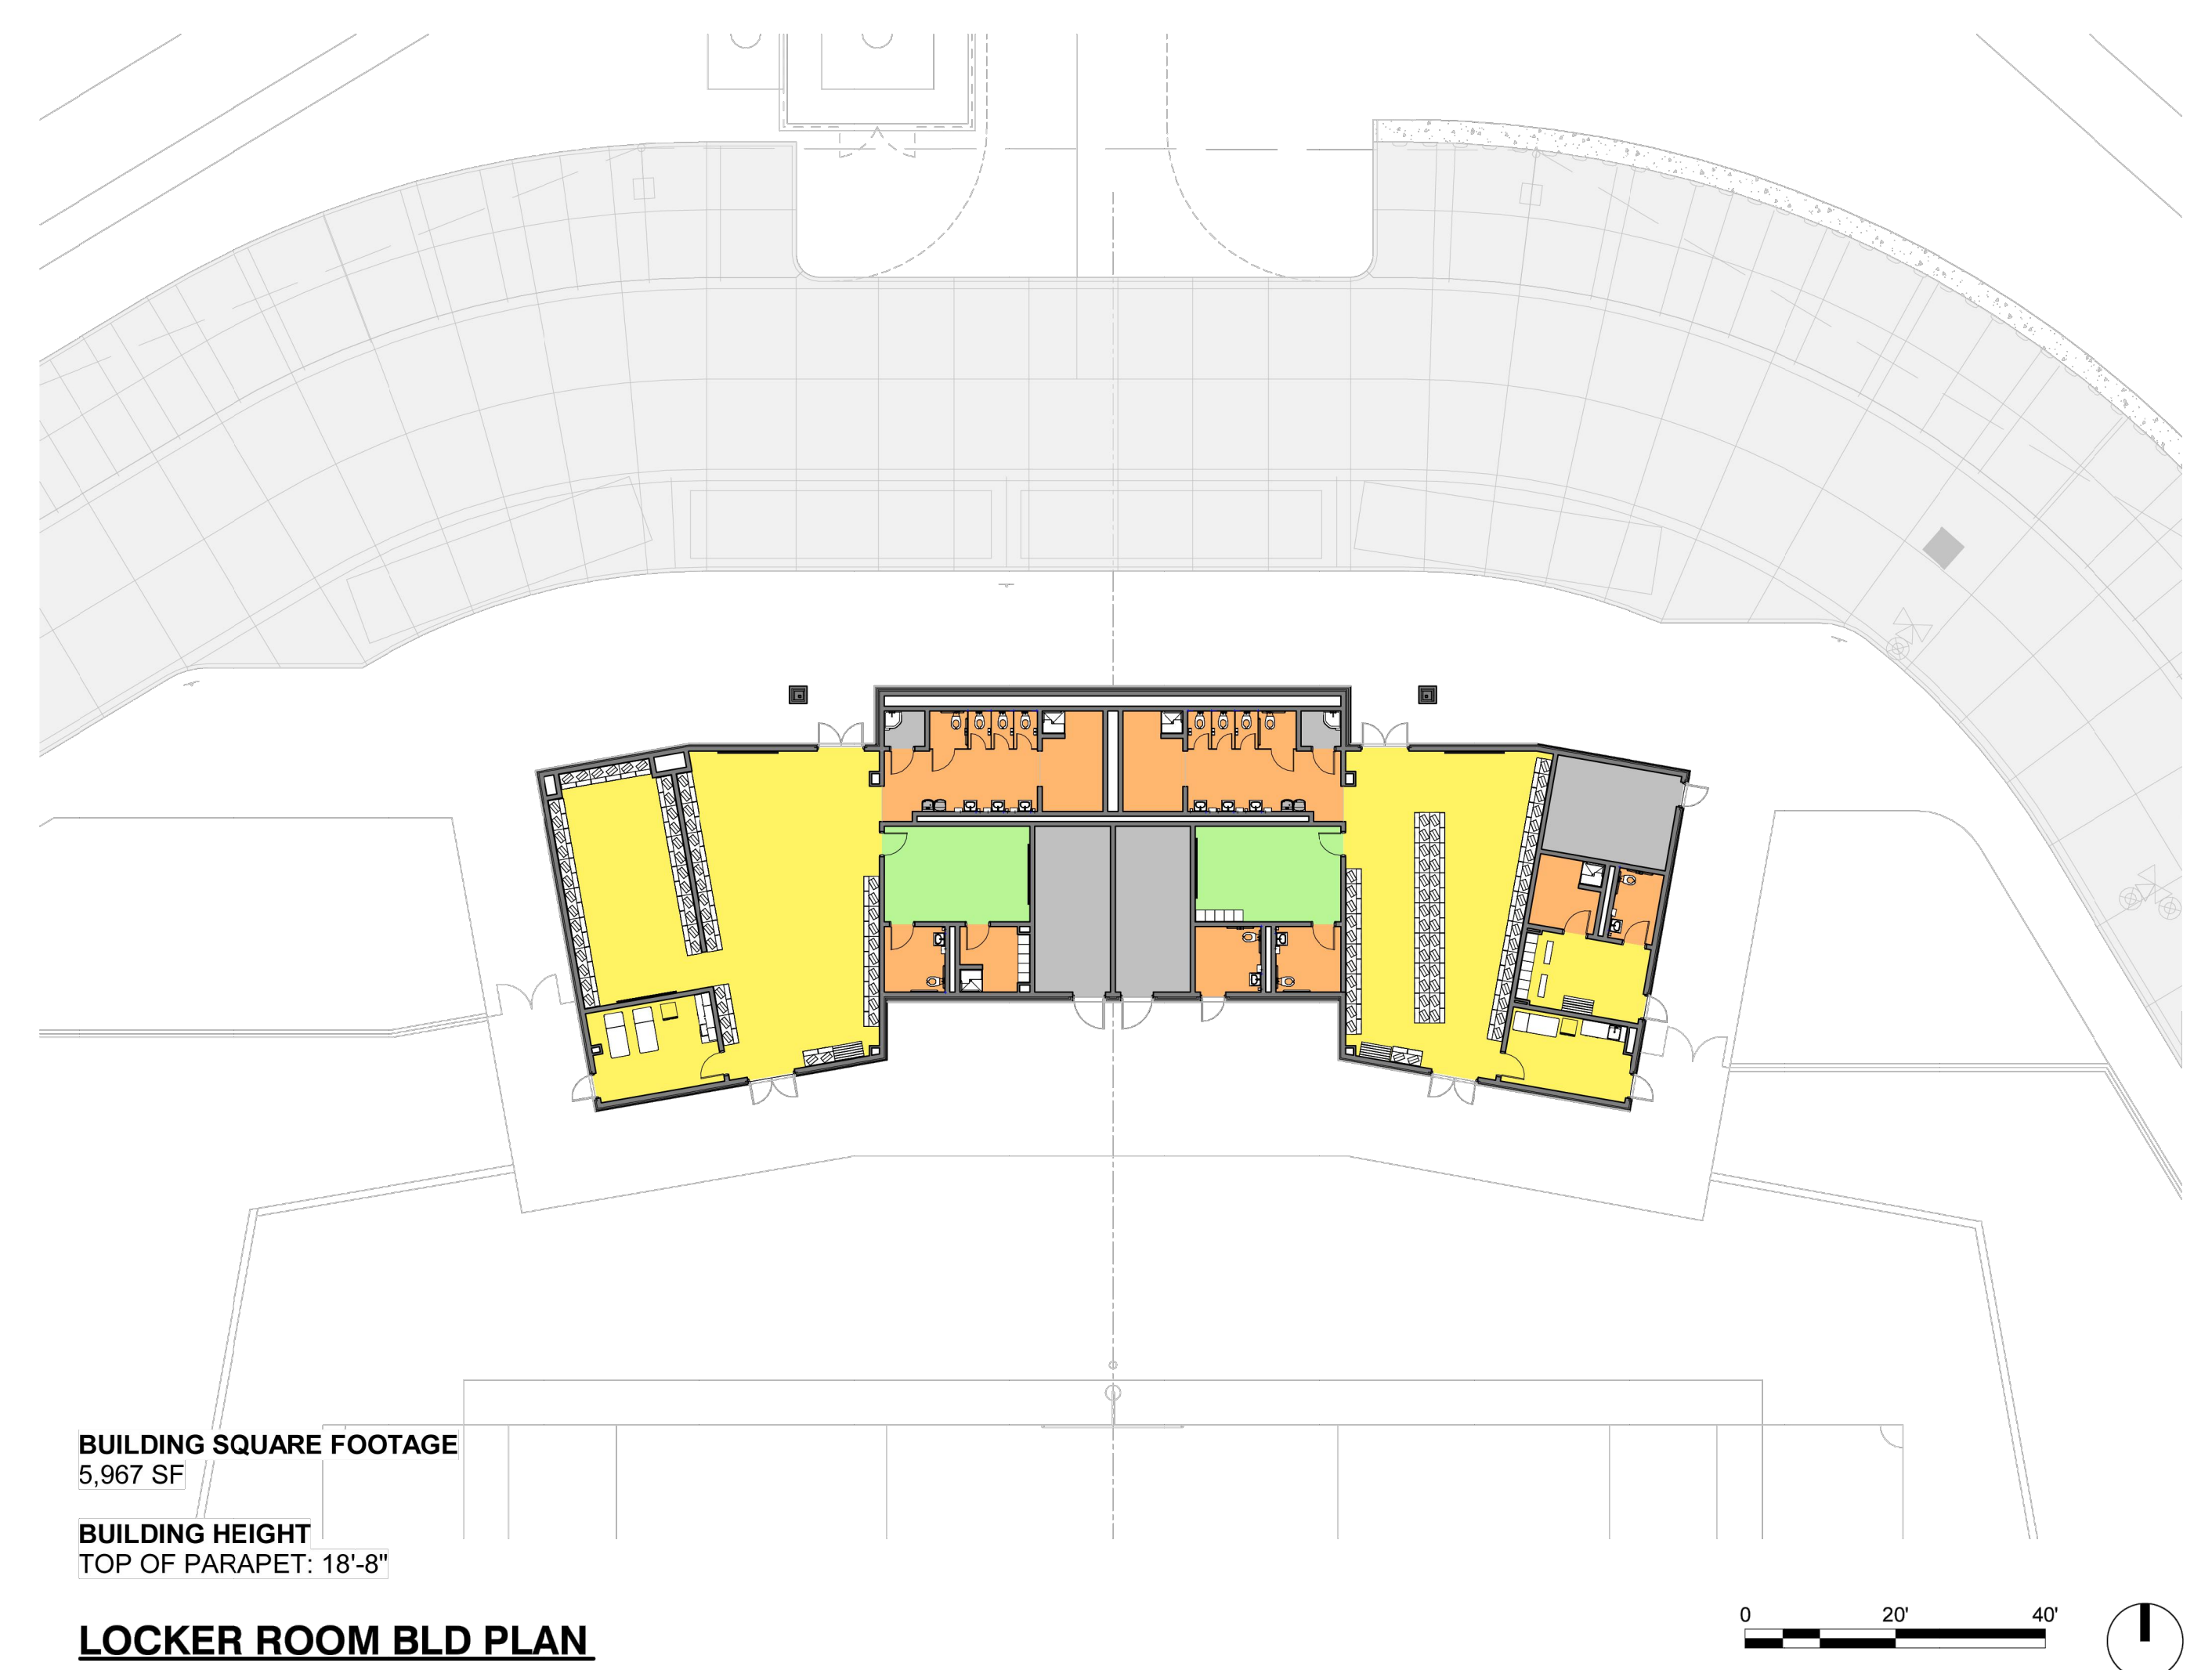 BUILDING SQUARE FOOTAGE
5,967 SF
BUILDING HEIGHT
TOP OF PARAPET: 18'-8"
LOCKER ROOM BLD PLAN
0 20' 40'